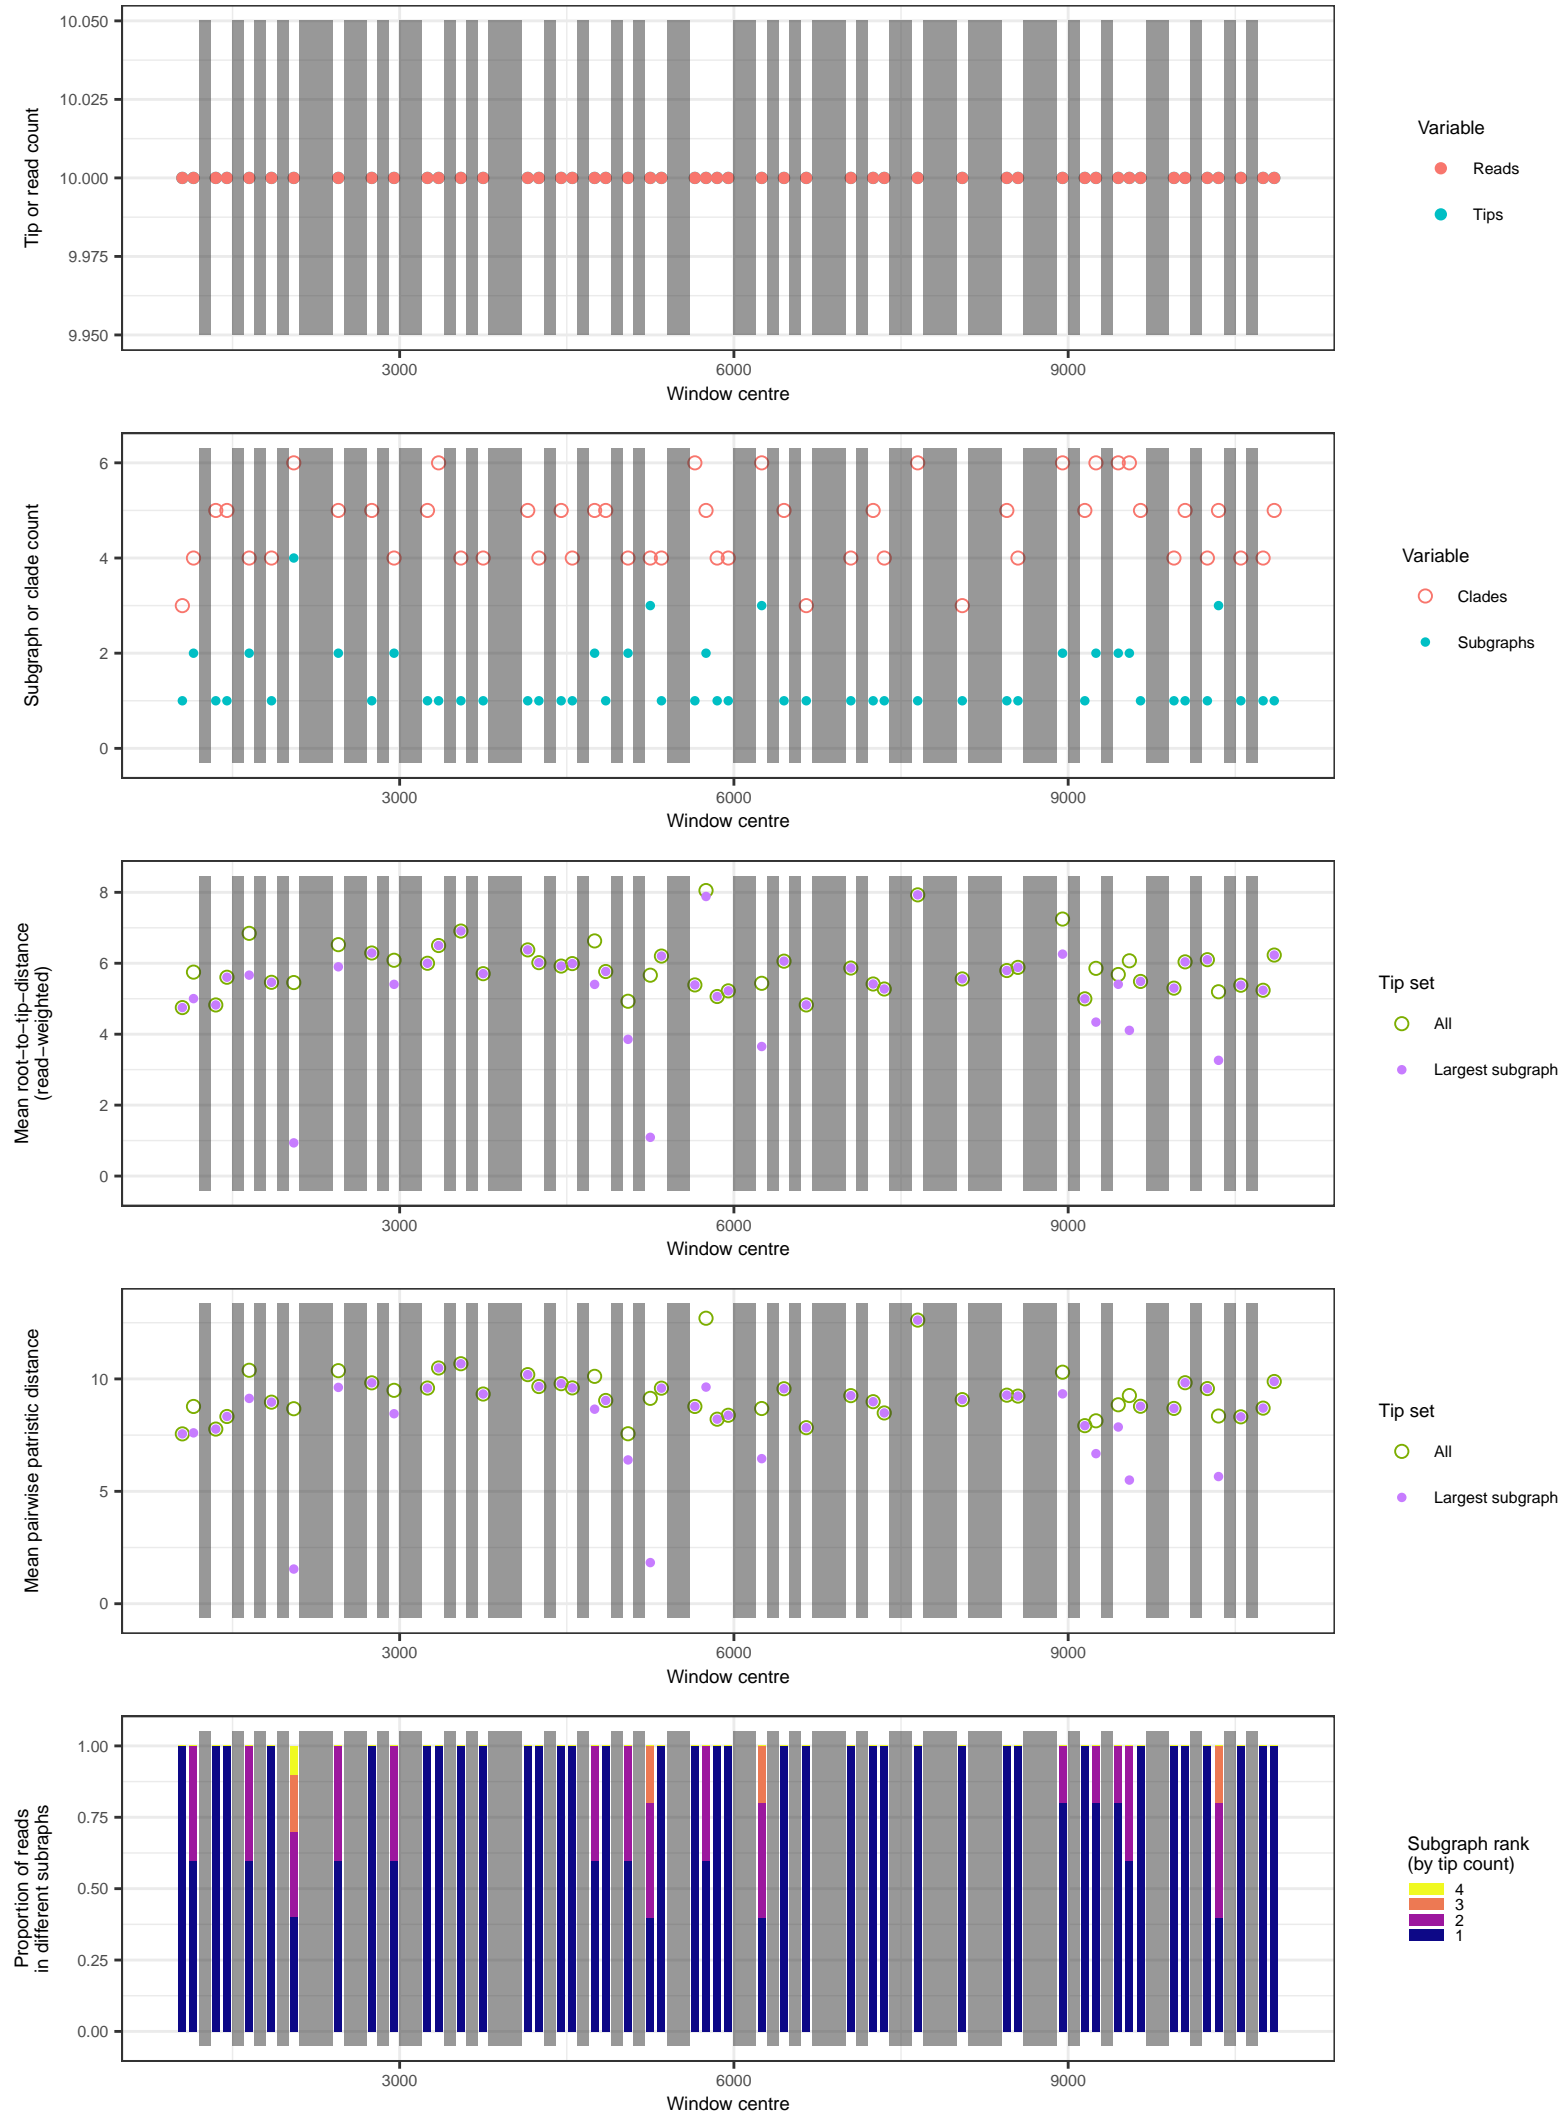 10.050
10.025
10.000
9.975
9.950
Tip or read count
3000
6000
9000
Window centre
Variable
Reads
Tips
6
4
2
0
Subgraph or clade count
3000
6000
9000
Window centre
Variable
Clades
Subgraphs
8
6
4
2
0
Mean root−to−tip−distance
(read−weighted)
3000
6000
9000
Window centre
Tip set
All
Largest subgraph
10
5
0
Mean pairwise patristic distance
3000
6000
9000
Window centre
Tip set
All
Largest subgraph
1.00
0.75
0.50
0.25
0.00
Proportion of reads
in different subraphs
3000
6000
9000
Window centre
Subgraph rank
(by tip count)
4
3
2
1